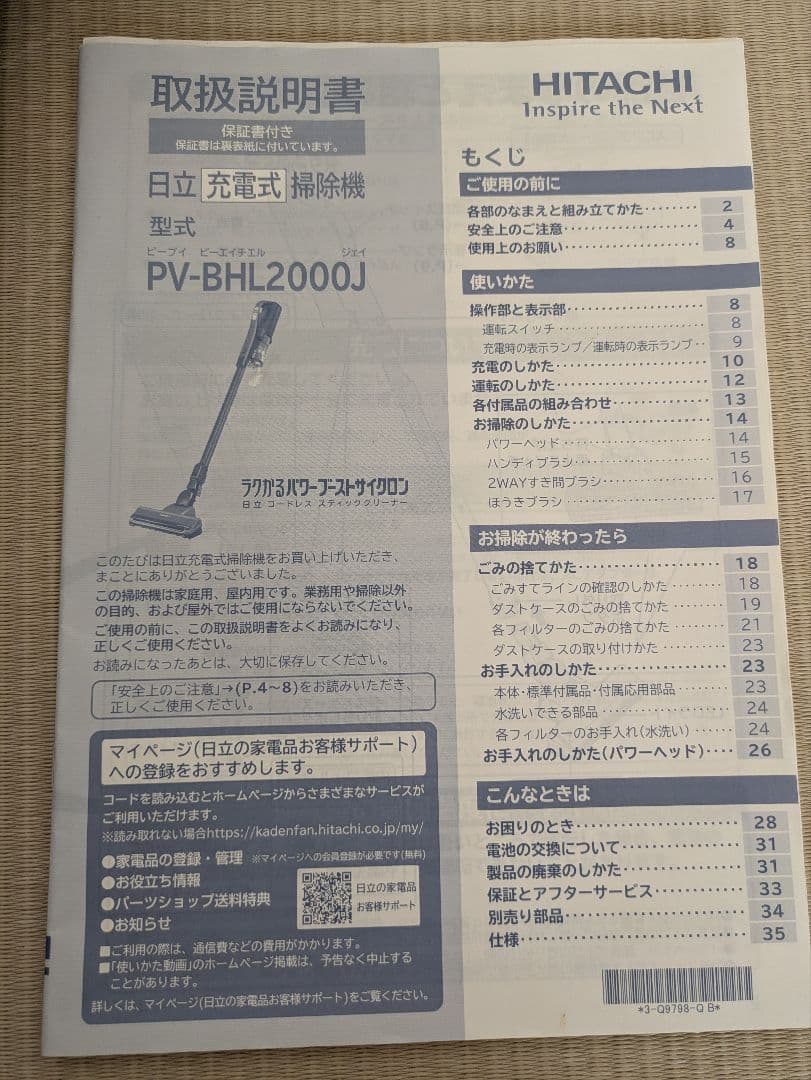 取扱説明書
保証書付き
保証書は裏表紙に付いています。
日立 充電式 掃除機
型式
ピーブイ ビーエイチエル ジェイ
PV-BHL2000J
ラクかるパワーブーストサイクロン
日立 コードレス スティッククリーナー
このたびは日立充電式掃除機をお買い上げいただき、
まことにありがとうございました。
この掃除機は家庭用、屋内用です。業務用や掃除以外
の目的、および屋外ではご使用にならないでください。
ご使用の前に、この取扱説明書をよくお読みになり、
正しくご使用ください。
お読みになったあとは、大切に保存してください。
「安全上のご注意」→(P.4～8)をお読みいただき、
正しくご使用ください。
マイページ(日立の家電品お客様サポート)
への登録をおすすめします。
コードを読み込むとホームページからさまざまなサービスが
ご利用いただけます。
※読み取れない場合https://kadenfan.hitachi.co.jp/my/
●家電品の登録・管理 ※マイページへの会員登録が必要です(無料)
●お役立ち情報
●パーツショップ送料特典
●お知らせ
日立の家電品
お客様サポート
■ご利用の際は、通信費などの費用がかかります。
■「使いかた動画」のホームページ掲載は、予告なく中止する
ことがあります。
詳しくは、マイページ(日立の家電品お客様サポート)をご覧ください。
HITACHI
Inspire the Next
もくじ
ご使用の前に
各部のなまえと組み立てかた‥‥‥‥ 2
安全上のご注意‥‥‥‥‥‥‥‥‥ 4
使用上のお願い‥‥‥‥‥‥‥‥‥ 8
使いかた
操作部と表示部‥‥‥‥‥‥‥‥‥ 8
運転スイッチ‥‥‥‥‥‥‥‥‥ 8
充電時の表示ランプ/運転時の表示ランプ‥ 9
充電のしかた‥‥‥‥‥‥‥‥‥ 10
運転のしかた‥‥‥‥‥‥‥‥‥ 12
各付属品の組み合わせ‥‥‥‥‥‥ 13
お掃除のしかた‥‥‥‥‥‥‥‥ 14
パワーヘッド‥‥‥‥‥‥‥‥ 14
ハンディブラシ‥‥‥‥‥‥‥ 15
2WAYすき間ブラシ‥‥‥‥‥‥ 16
ほうきブラシ‥‥‥‥‥‥‥‥ 17
お掃除が終わったら
ごみの捨てかた‥‥‥‥‥‥‥‥ 18
ごみすてラインの確認のしかた‥‥‥ 18
ダストケースのごみの捨てかた‥‥‥ 19
各フィルターのごみの捨てかた‥‥‥ 21
ダストケースの取り付けかた‥‥‥‥ 23
お手入れのしかた‥‥‥‥‥‥‥ 23
本体・標準付属品・付属応用部品‥‥‥ 23
水洗いできる部品‥‥‥‥‥‥‥ 24
各フィルターのお手入れ(水洗い)‥‥ 24
お手入れのしかた(パワーヘッド)‥‥ 26
こんなときは
お困りのとき‥‥‥‥‥‥‥‥‥ 28
電池の交換について‥‥‥‥‥‥‥ 31
製品の廃棄のしかた‥‥‥‥‥‥‥ 31
保証とアフターサービス‥‥‥‥‥ 33
別売り部品‥‥‥‥‥‥‥‥‥‥ 34
仕様‥‥‥‥‥‥‥‥‥‥‥‥ 35
*3-Q9798-Q B*